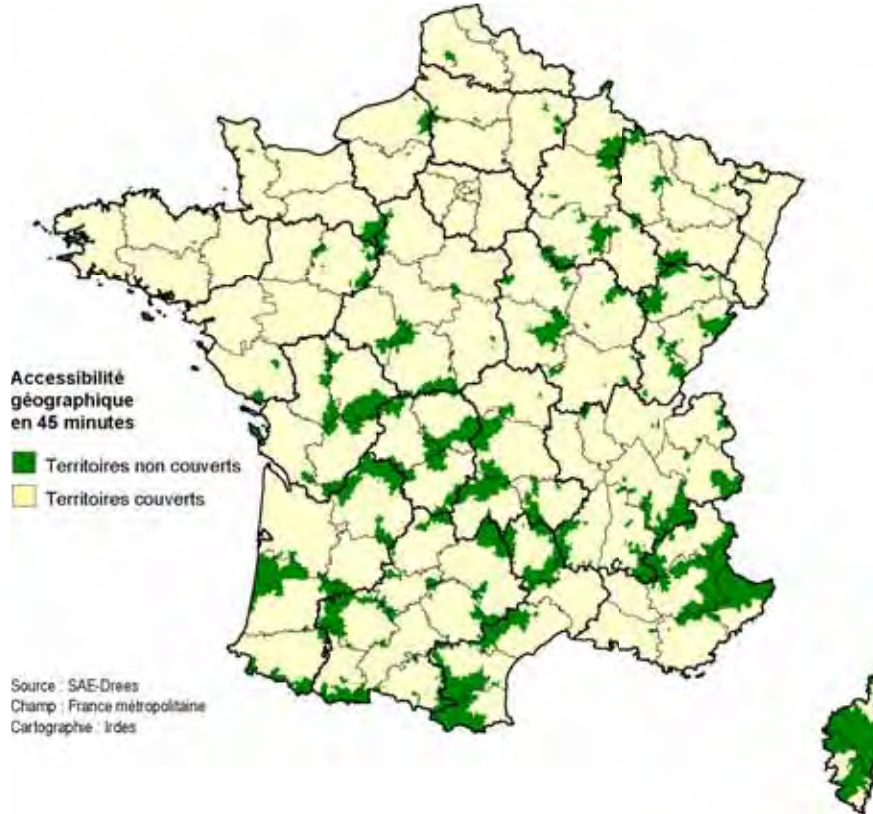 Accessibilité
géographique
en 45 minutes
Territoires non couverts
Territoires couverts
Source : SAE-Drees
Champ : France métropolitaine
Cartographie : Irdes